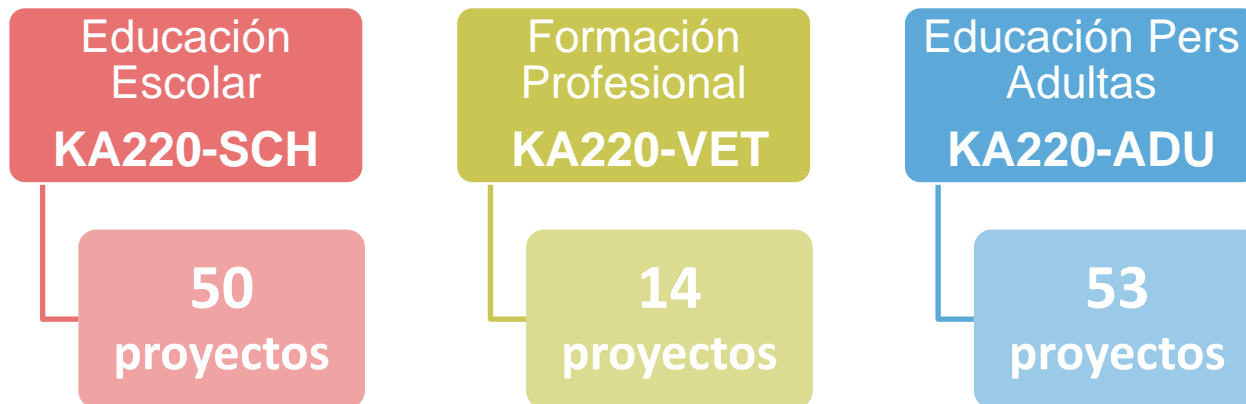 Educación
Escolar
KA220-SCH
50
proyectos
Formación
Profesional
KA220-VET
14
proyectos
Educación Pers
Adultas
KA220-ADU
53
proyectos